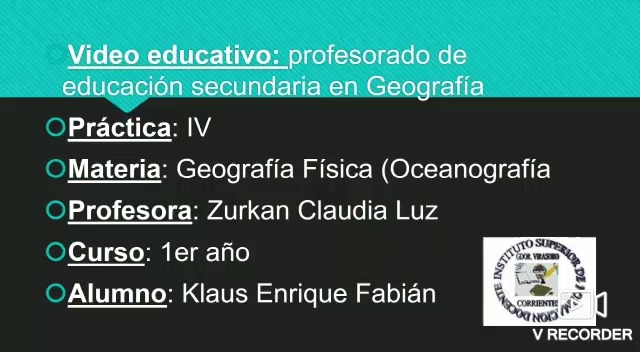 Video educativo: profesorado de
educación secundaria en Geografía
Práctica: IV
Materia: Geografía Física (Oceanografía
Profesora: Zurkan Claudia Luz
Curso: 1er año
Alumno: Klaus Enrique Fabián
INSTITUTO SUPERIOR DE
GDOR. VIRASORO
CORRIENTES
DOCENTE
V RECORDER